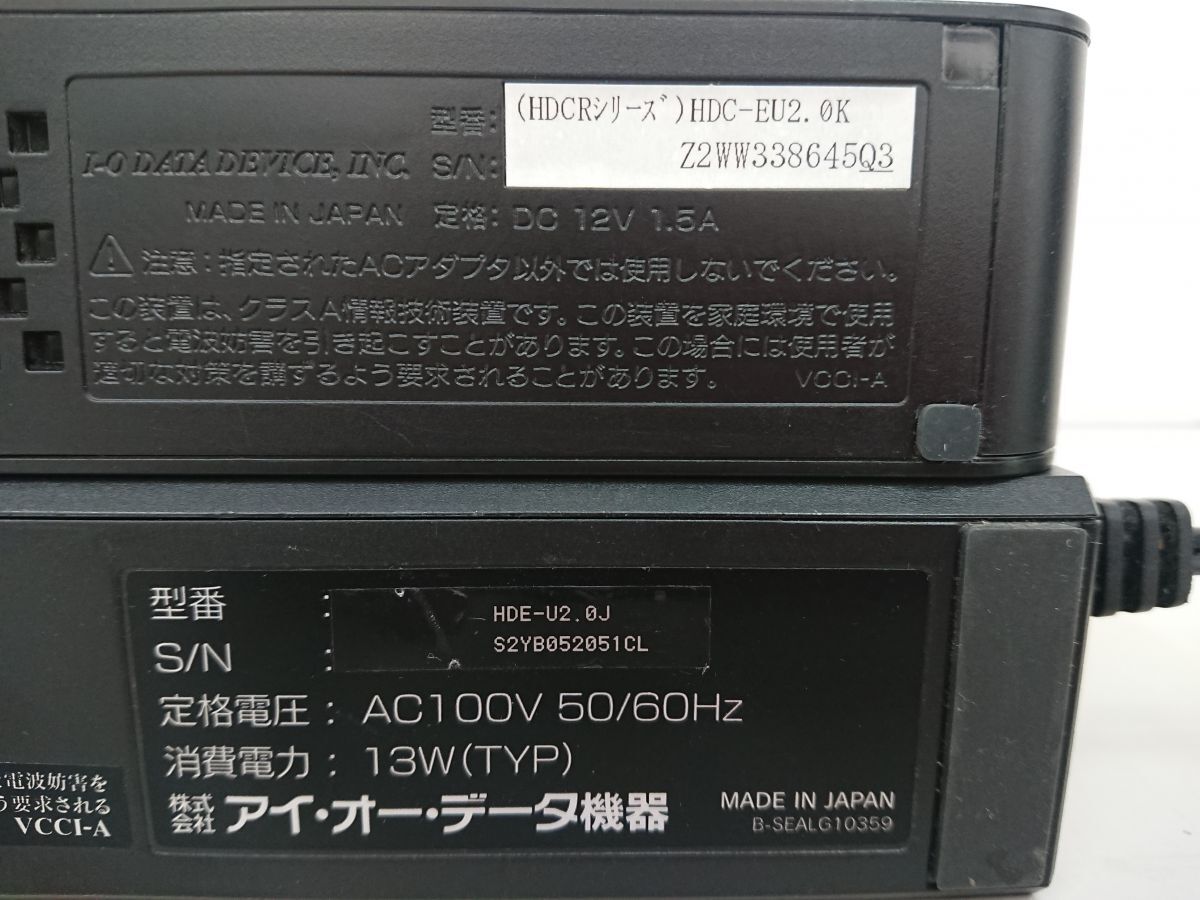 型番: (HDCRシリーズ)HDC-EU2.0K
I-O DATA DEVICE, INC. S/N: Z2WW338645Q3
MADE IN JAPAN 定格: DC 12V 1.5A
注意:指定されたACアダプタ以外では使用しないでください。
この装置は、クラスA情報技術装置です。この装置を家庭環境で使用
すると電波妨害を引き起こすことがあります。この場合には使用者が
適切な対策を講ずるよう要求されることがあります。 VCCI-A
型番 : HDE-U2.0J
S/N : S2YB052051CL
定格電圧 : AC100V 50/60Hz
消費電力 : 13W(TYP)
株式会社 アイ・オー・データ機器
MADE IN JAPAN
B-SEALG10359
電波妨害を
う要求される
VCCI-A